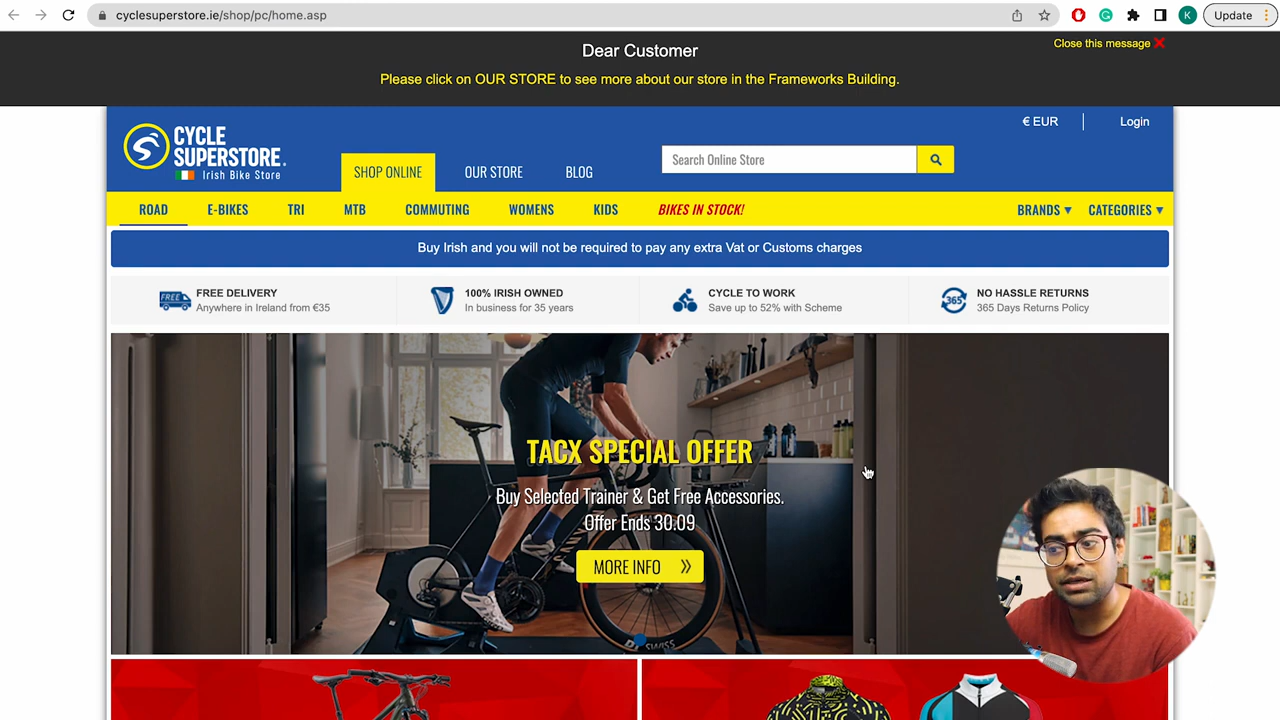 cyclesuperstore.ie/shop/pc/home.asp
K
Update
Close this message
Dear Customer
Please click on OUR STORE to see more about our store in the Frameworks Building.
€ EUR
Login
CYCLE
SUPERSTORE.
Irish Bike Store
SHOP ONLINE
OUR STORE
BLOG
Search Online Store
ROAD
E-BIKES
TRI
MTB
COMMUTING
WOMENS
KIDS
BIKES IN STOCK!
BRANDS
CATEGORIES
Buy Irish and you will not be required to pay any extra Vat or Customs charges
FREE
FREE DELIVERY
Anywhere in Ireland from €35
100% IRISH OWNED
In business for 35 years
CYCLE TO WORK
Save up to 52% with Scheme
365
NO HASSLE RETURNS
365 Days Returns Policy
TACX SPECIAL OFFER
Buy Selected Trainer & Get Free Accessories.
Offer Ends 30.09
MORE INFO
SWISS